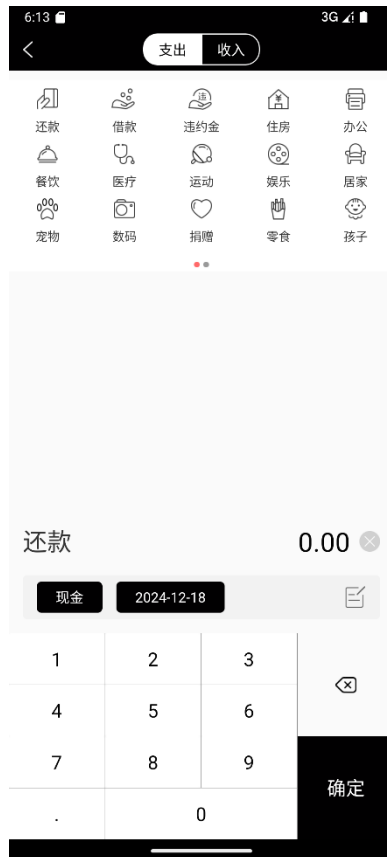 6:13 3G
支出 收入
违 ¥
还款 借款 违约金 住房 办公
餐饮 医疗 运动 娱乐 居家
宠物 数码 捐赠 零食 孩子
还款 0.00
现金 2024-12-18
1 2 3
4 5 6
7 8 9
. 0 确定